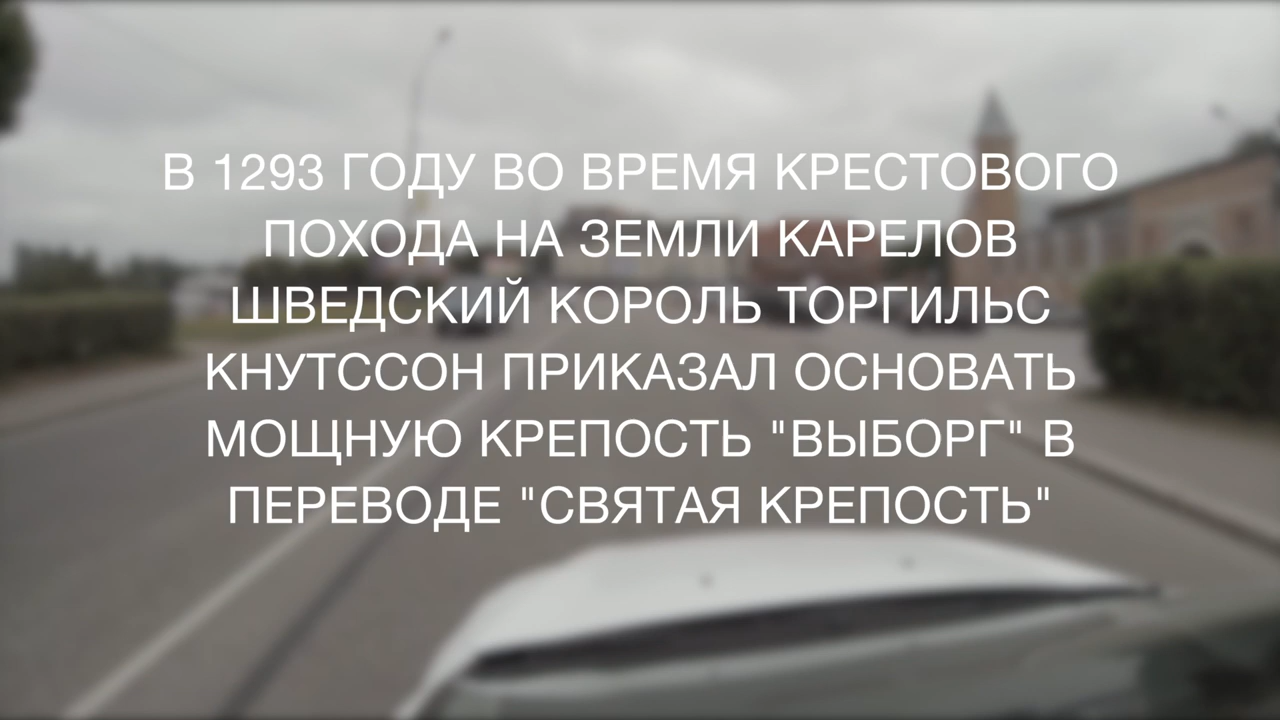 В 1293 ГОДУ ВО ВРЕМЯ КРЕСТОВОГО
ПОХОДА НА ЗЕМЛИ КАРЕЛОВ
ШВЕДСКИЙ КОРОЛЬ ТОРГИЛЬС
КНУТССОН ПРИКАЗАЛ ОСНОВАТЬ
МОЩНУЮ КРЕПОСТЬ "ВЫБОРГ" В
ПЕРЕВОДЕ "СВЯТАЯ КРЕПОСТЬ"